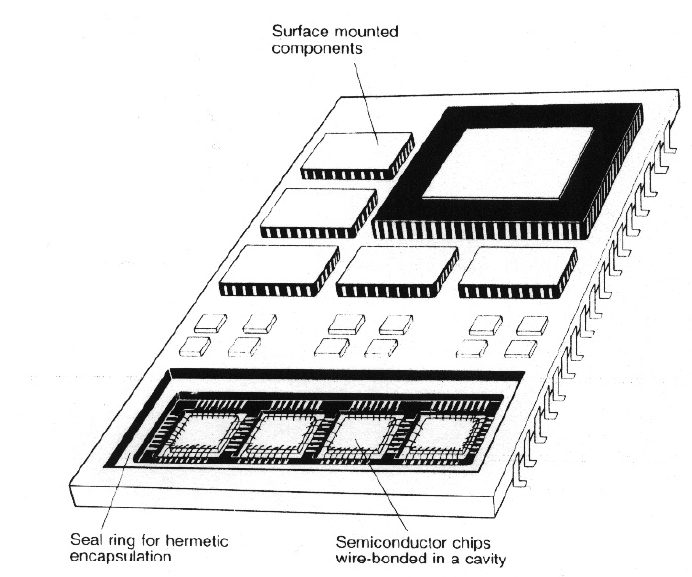 Surface mounted
components
Seal ring for hermetic
encapsulation
Semiconductor chips
wire-bonded in a cavity